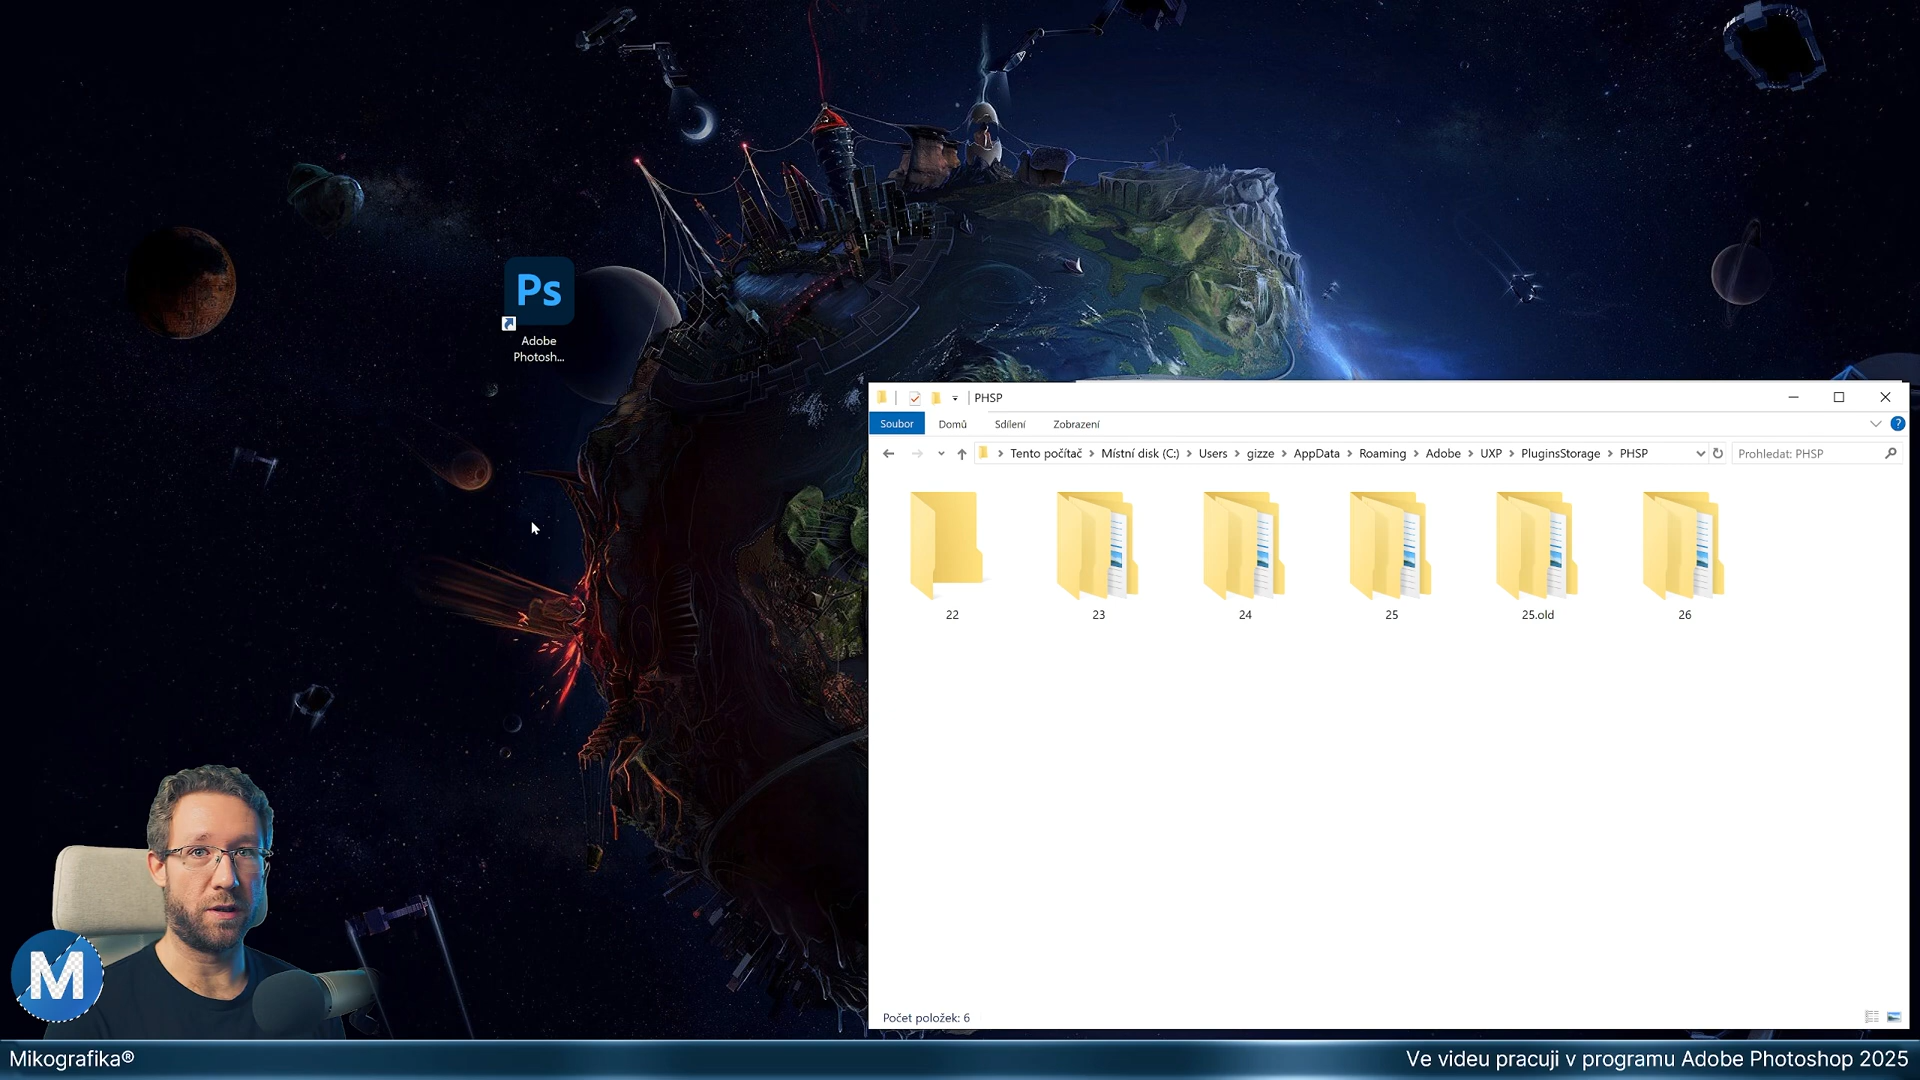 Ps
Adobe
Photosh...
PHSP
Soubor
Domů
Sdílení
Zobrazení
?
Tento počítač > Místní disk (C:) > Users > gizze > AppData > Roaming > Adobe > UXP > PluginsStorage > PHSP
Prohledat: PHSP
22
23
24
25
25.old
26
Počet položek: 6
M
Mikografika®
Ve videu pracuji v programu Adobe Photoshop 2025